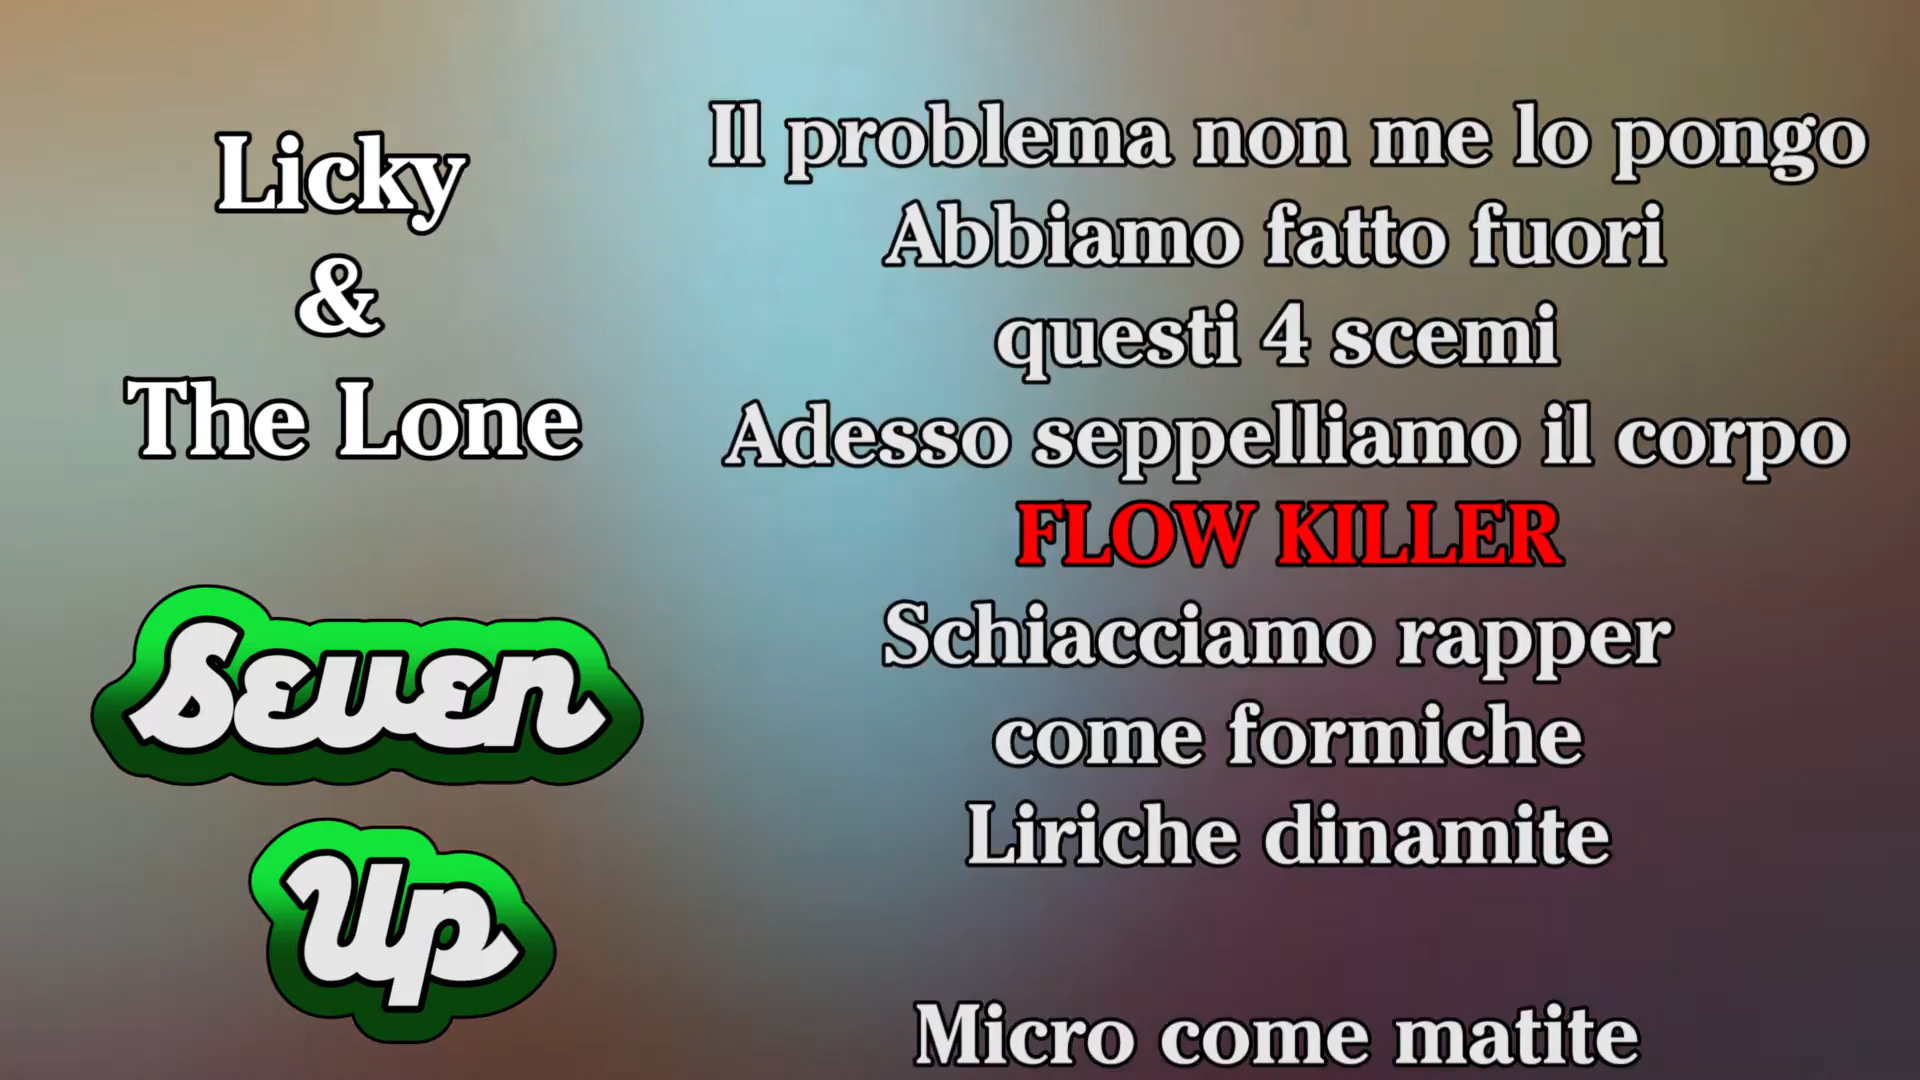 Licky
&
The Lone
Seven
Up
Il problema non me lo pongo
Abbiamo fatto fuori
questi 4 scemi
Adesso seppelliamo il corpo
FLOW KILLER
Schiacciamo rapper
come formiche
Liriche dinamite
Micro come matite